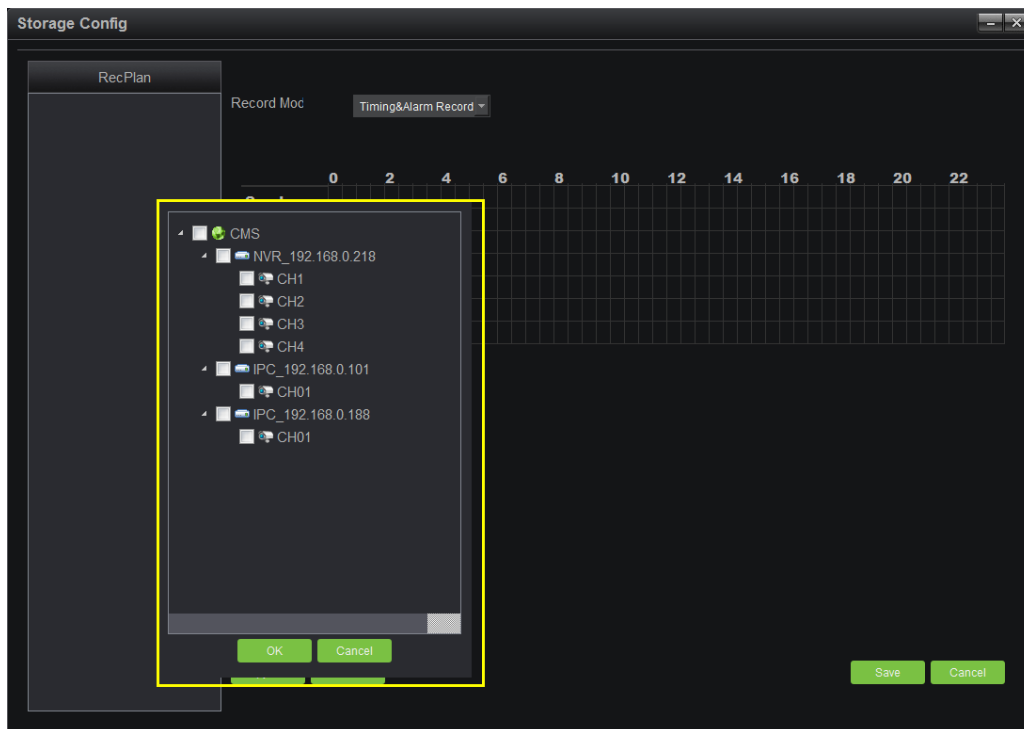 Storage Config
RecPlan
Record Moc
Timing&Alarm Record
0 2 4 6 8 10 12 14 16 18 20 22
CMS
NVR_192.168.0.218
CH1
CH2
CH3
CH4
IPC_192.168.0.101
CH01
IPC_192.168.0.188
CH01
OK Cancel
Save Cancel